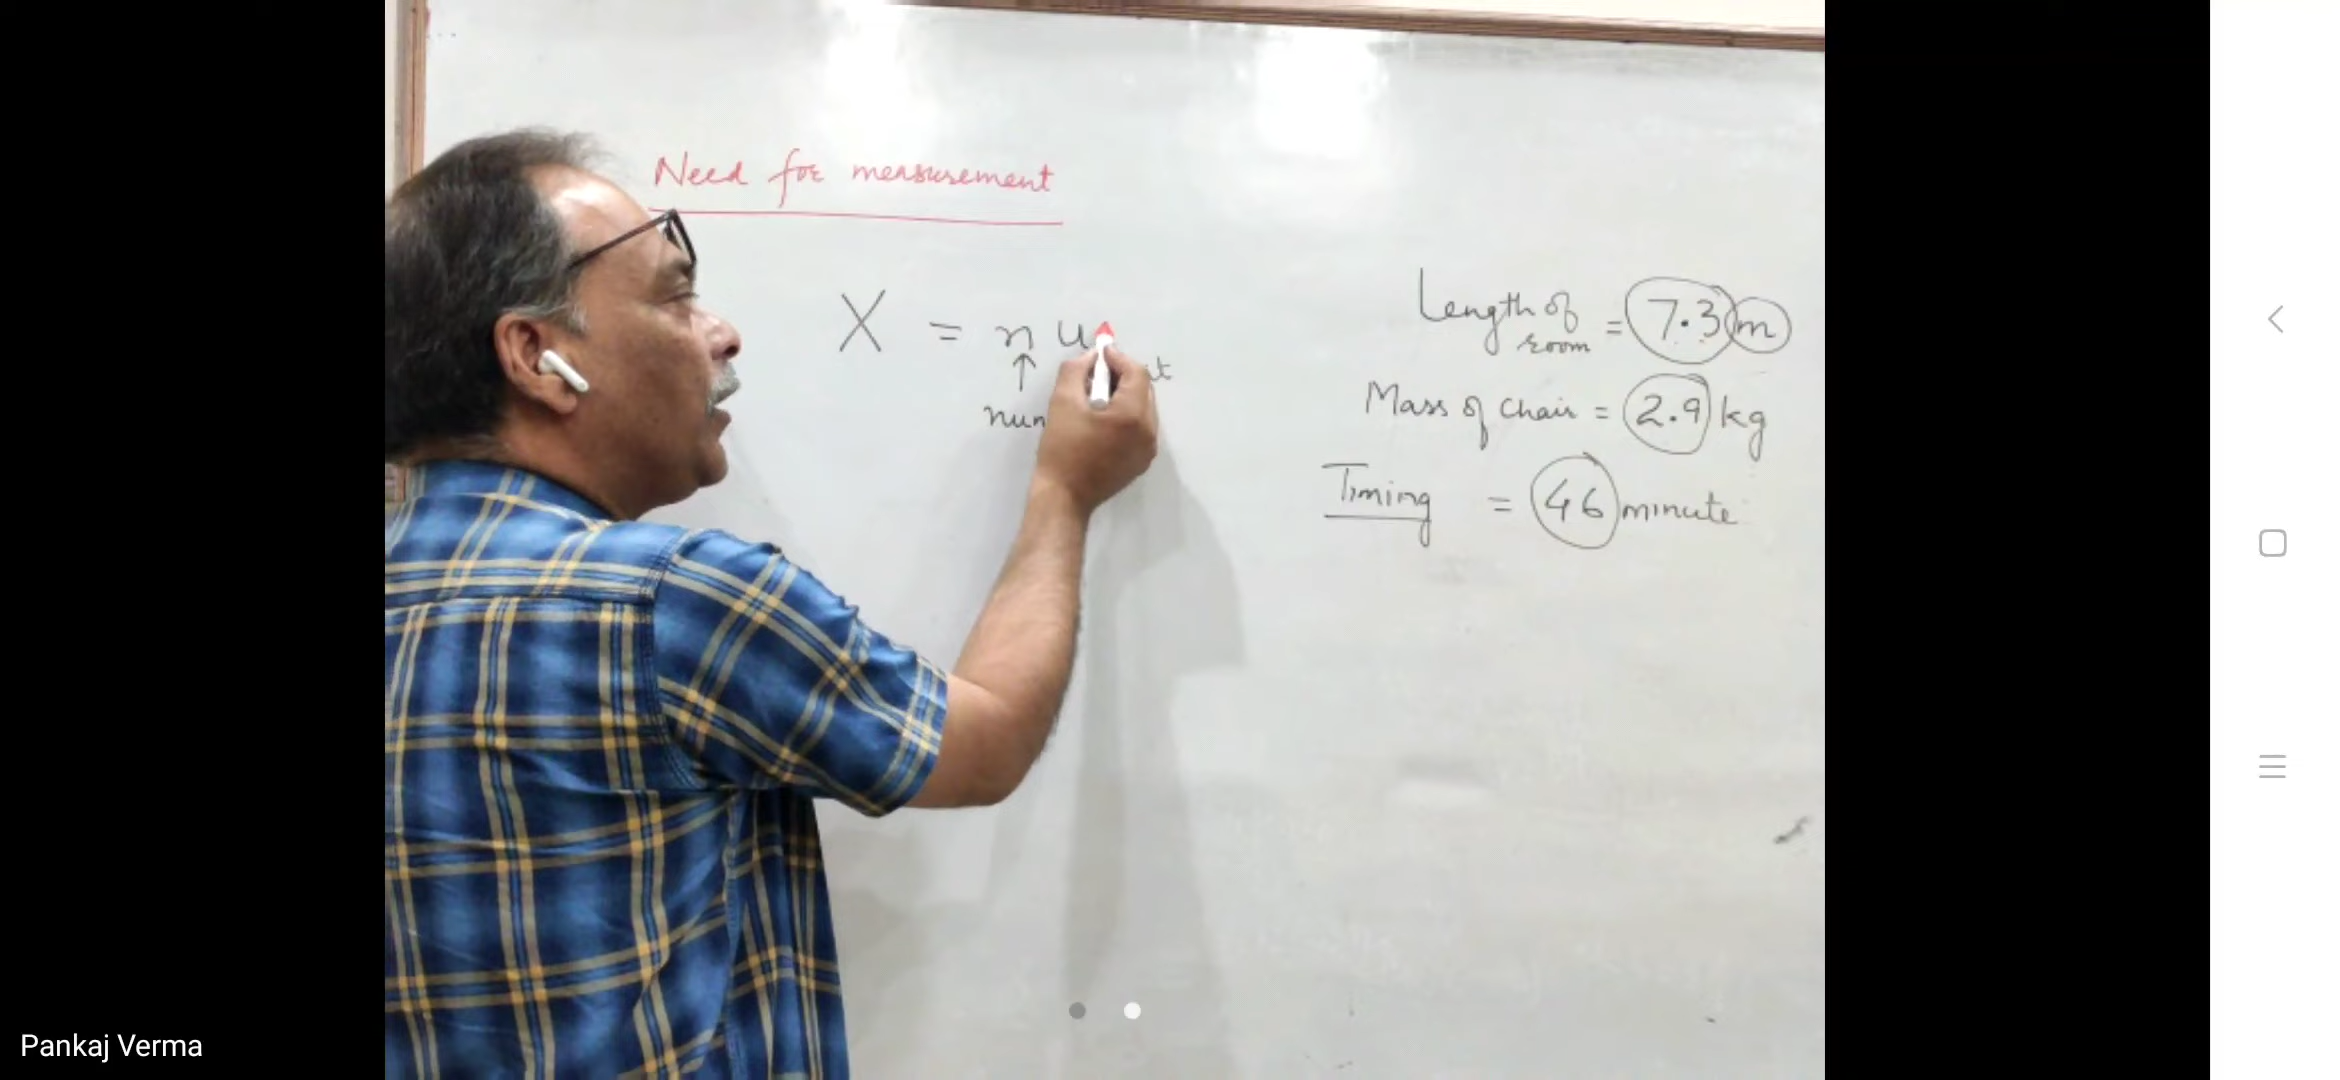 Need for measurement
X = n u
↑
Length of room = 7.3 m
Mass of chair = 2.9 kg
Timing = 46 minute
Pankaj Verma